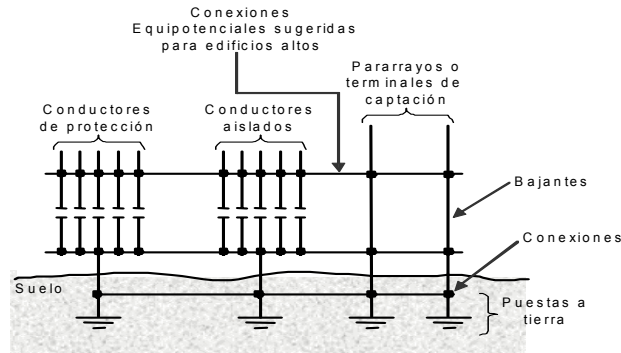 Conexiones
Equipotenciales sugeridas
para edificios altos
Pararrayos o
terminales de
captación
Conductores
de protección
Conductores
aislados
Bajantes
Conexiones
Suelo
Puestas a
tierra